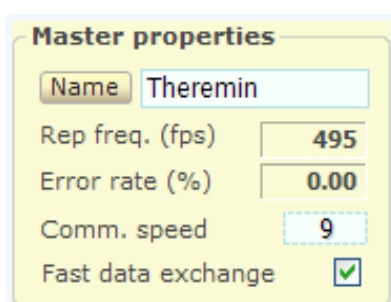 Master properties
Name Theremin
Rep freq. (fps) 495
Error rate (%) 0.00
Comm. speed 9
Fast data exchange